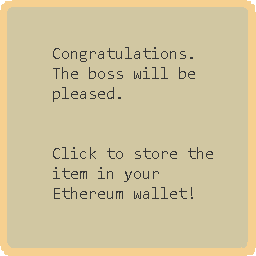 Congratulations.
The boss will be
pleased.
Click to store the
item in your
Ethereum wallet!